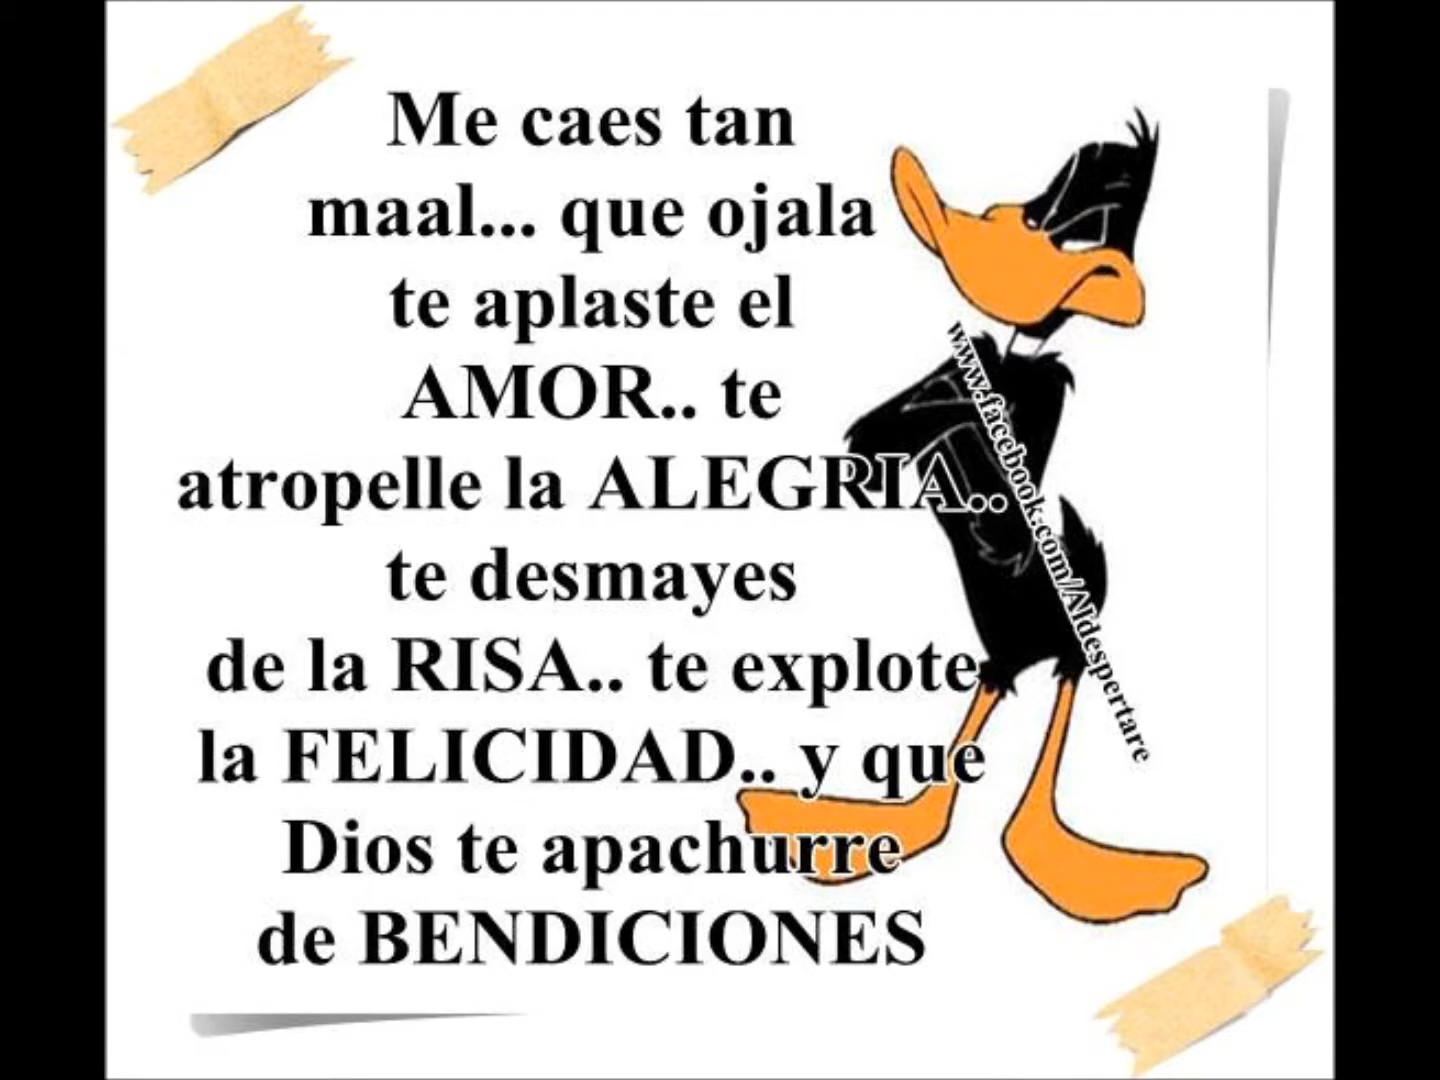 Me caes tan
maal... que ojala
te aplaste el
AMOR.. te
atropelle la ALEGRIA..
te desmayes
de la RISA.. te explote
la FELICIDAD.. y que
Dios te apachurre
de BENDICIONES
www.facebook.com/Aldespertare